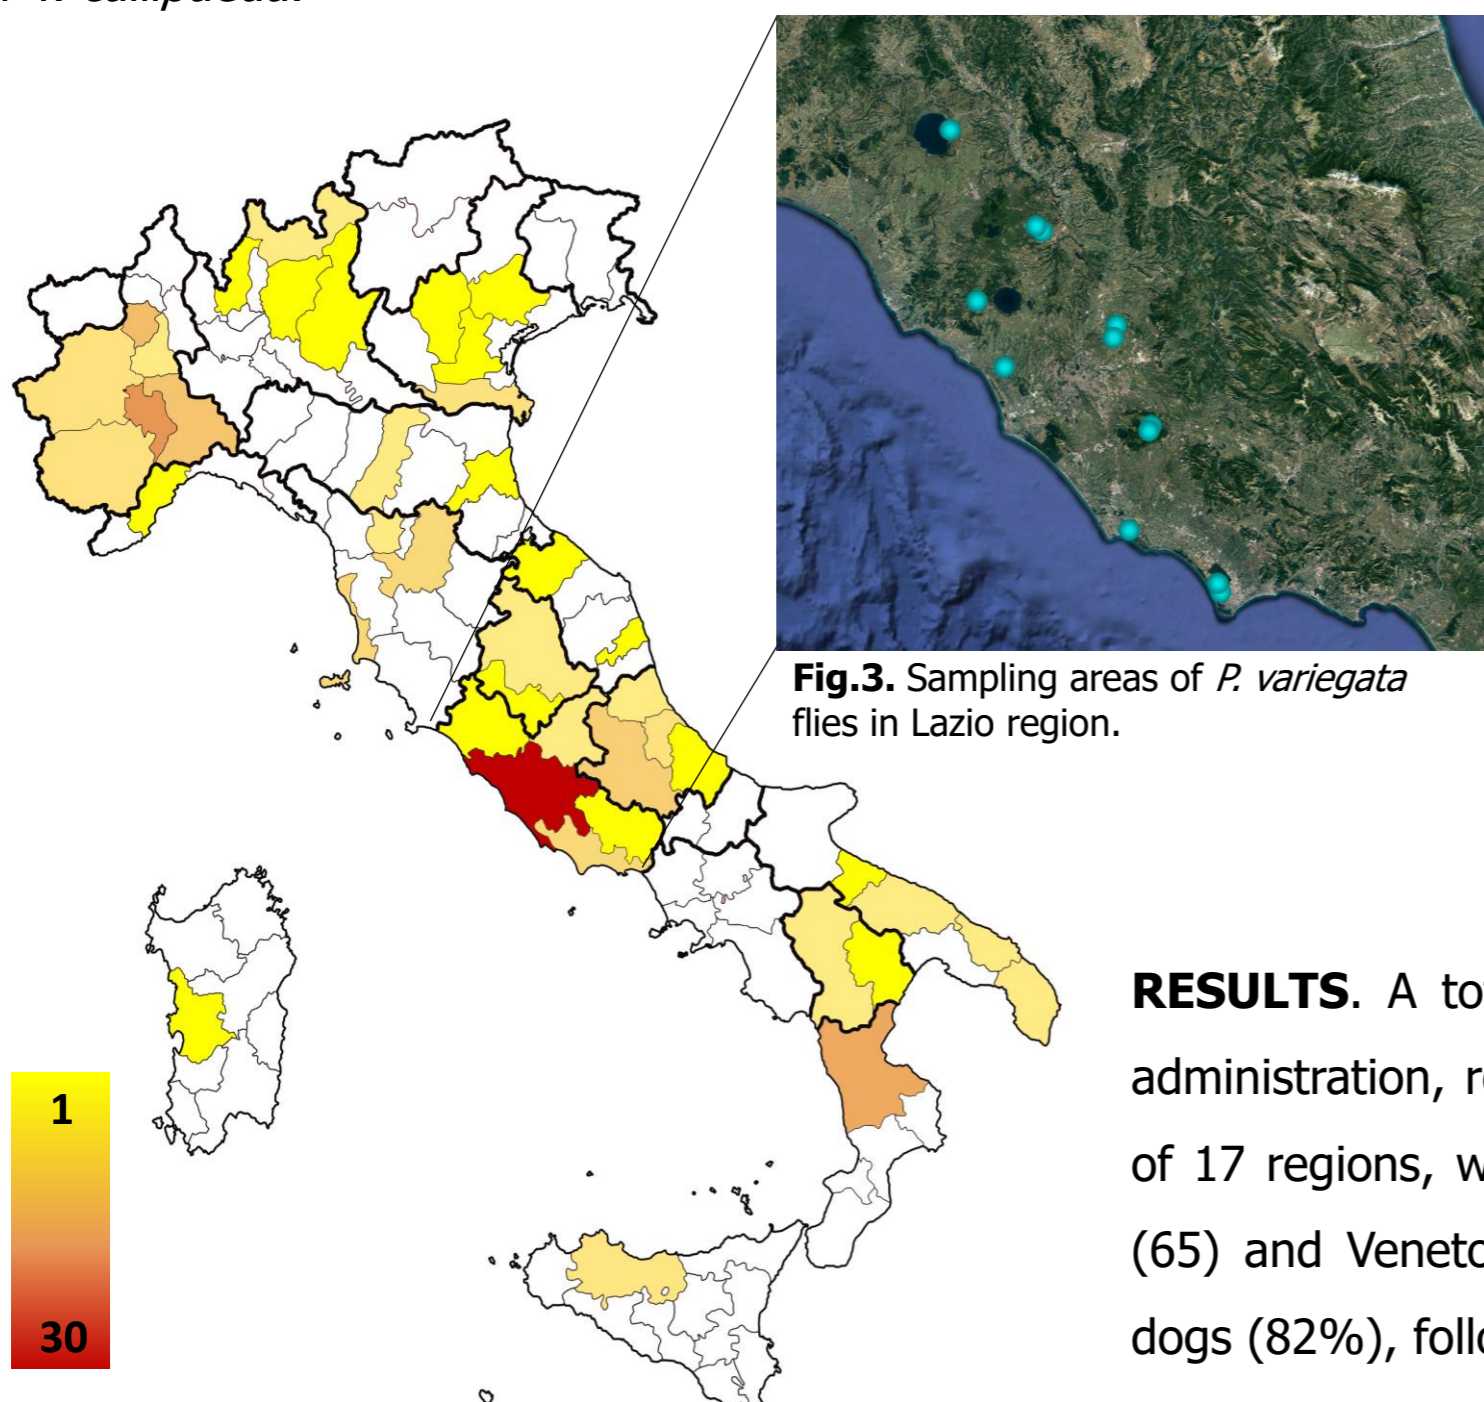 Fig.3. Sampling areas of P. variegata
flies in Lazio region.
1
30
RESULTS. A to
administration, r
of 17 regions, w
(65) and Veneto
dogs (82%), follo